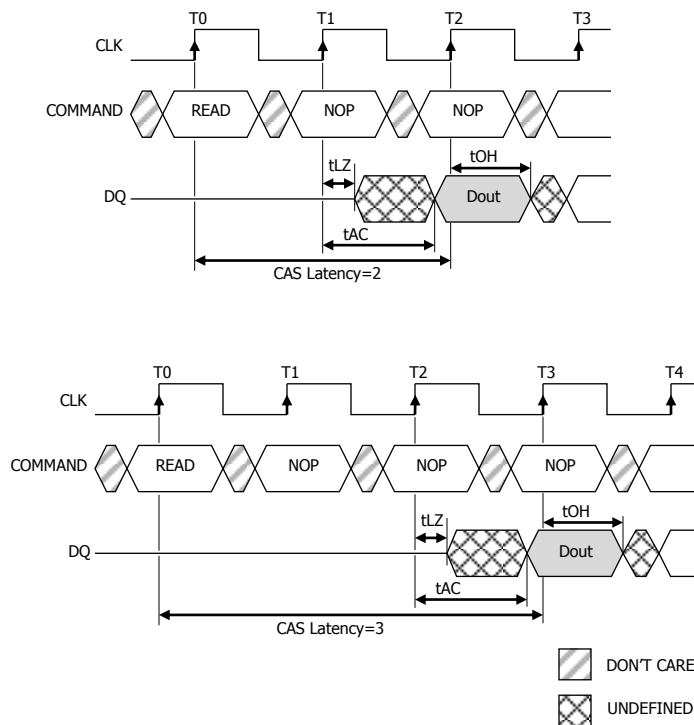 T0 T1 T2 T3
CLK
COMMAND READ NOP NOP
tLZ tOH
DQ Dout
tAC
CAS Latency=2
T0 T1 T2 T3 T4
CLK
COMMAND READ NOP NOP NOP
tLZ tOH
DQ Dout
tAC
CAS Latency=3
DON'T CARE
UNDEFINED